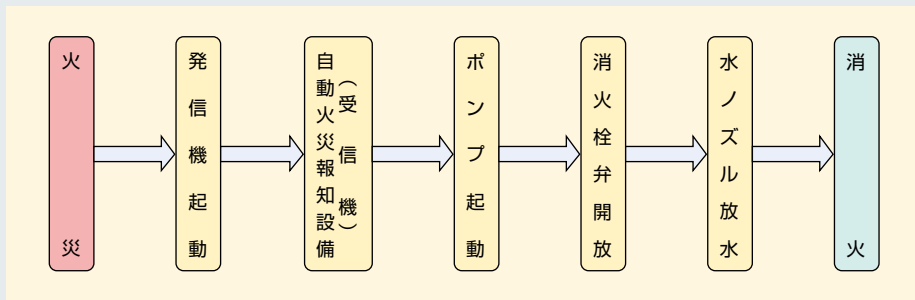 火災
発信機起動
自動火災報知設備
（受信機）
ポンプ起動
消火栓弁開放
水ノズル放水
消火